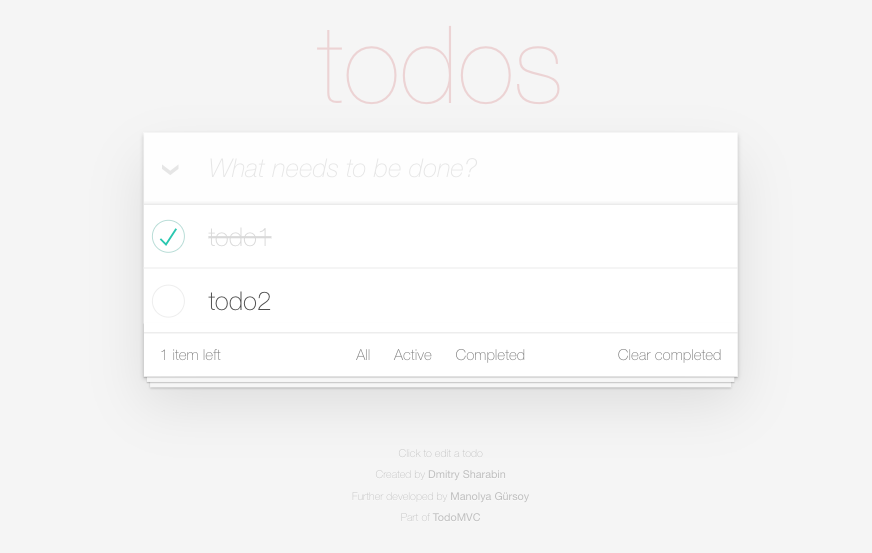 todos
What needs to be done?
todo1
todo2
1 item left All Active Completed Clear completed
Click to edit a todo
Created by Dmitry Sharabin
Further developed by Manolya Gürsoy
Part of TodoMVC